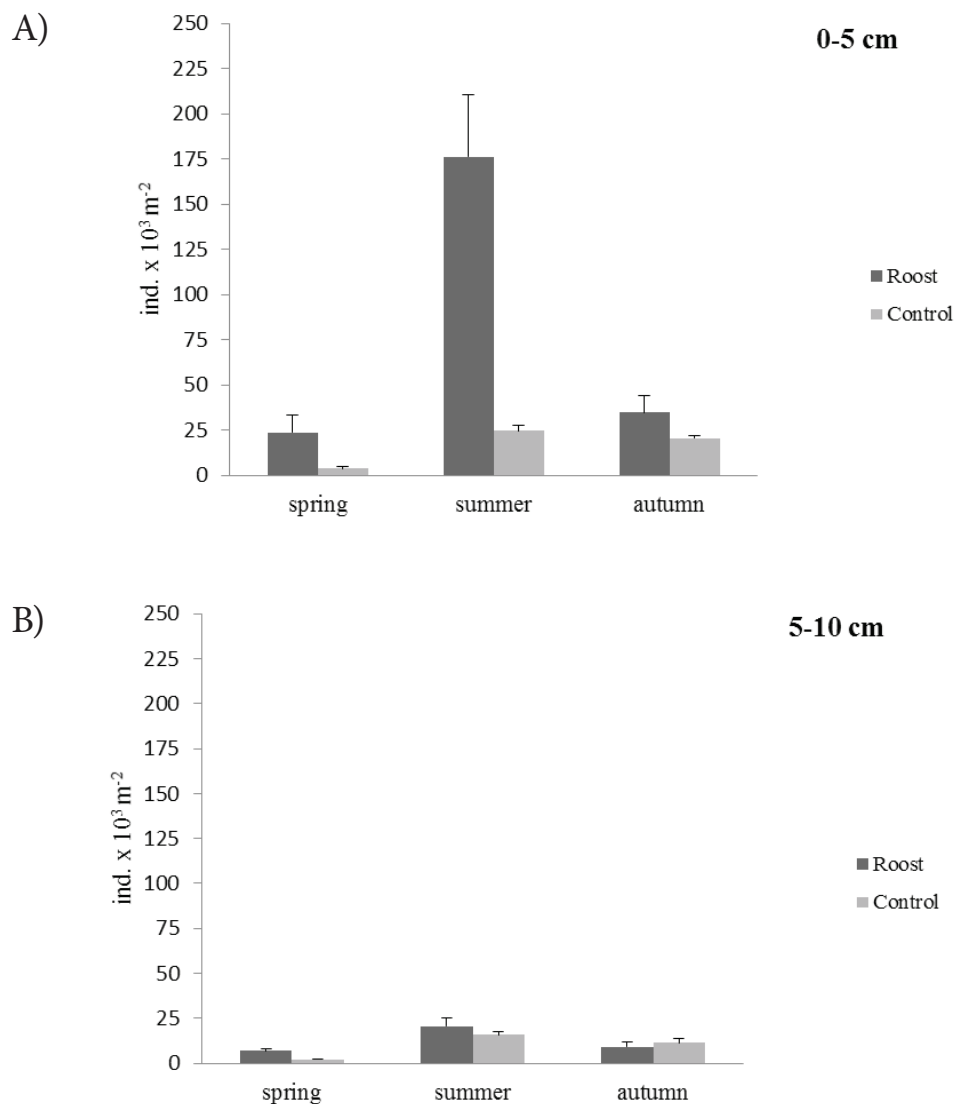 A)
0-5 cm
ind. x 10³ m⁻²
250
225
200
175
150
125
100
75
50
25
0
spring summer autumn
Roost
Control
B)
5-10 cm
ind. x 10³ m⁻²
250
225
200
175
150
125
100
75
50
25
0
spring summer autumn
Roost
Control